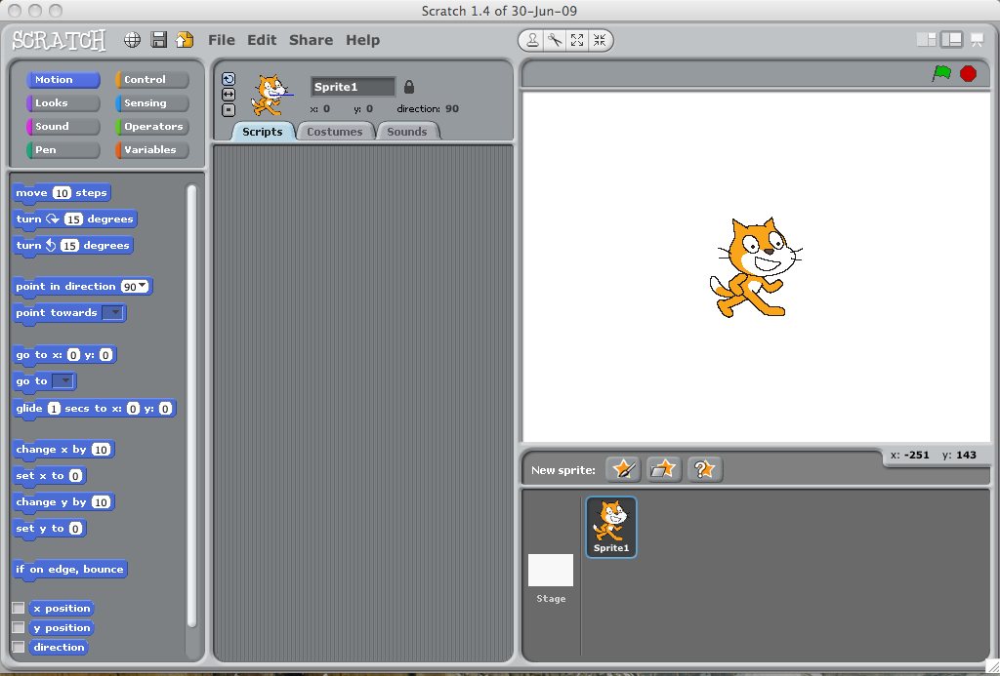 Scratch 1.4 of 30-Jun-09
SCRATCH File Edit Share Help
Motion Control
Looks Sensing
Sound Operators
Pen Variables
Sprite1
x: 0 y: 0 direction: 90
Scripts Costumes Sounds
move 10 steps
turn 15 degrees
turn 15 degrees
point in direction 90
point towards
go to x: 0 y: 0
go to
glide 1 secs to x: 0 y: 0
change x by 10
set x to 0
change y by 10
set y to 0
if on edge, bounce
x position
y position
direction
x: -251 y: 143
New sprite:
Sprite1
Stage